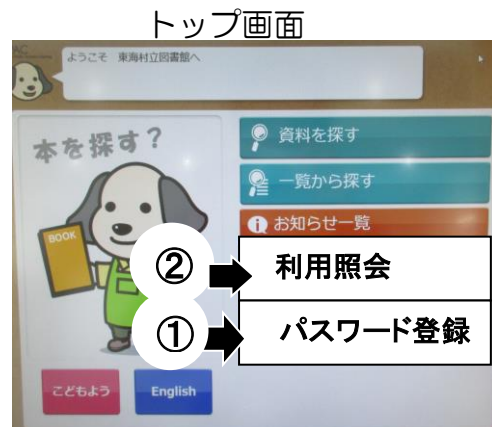 トップ画面
ようこそ 東海村立図書館へ
本を探す?
資料を探す
一覧から探す
お知らせ一覧
BOOK
② 利用照会
① パスワード登録
こどもよう
English